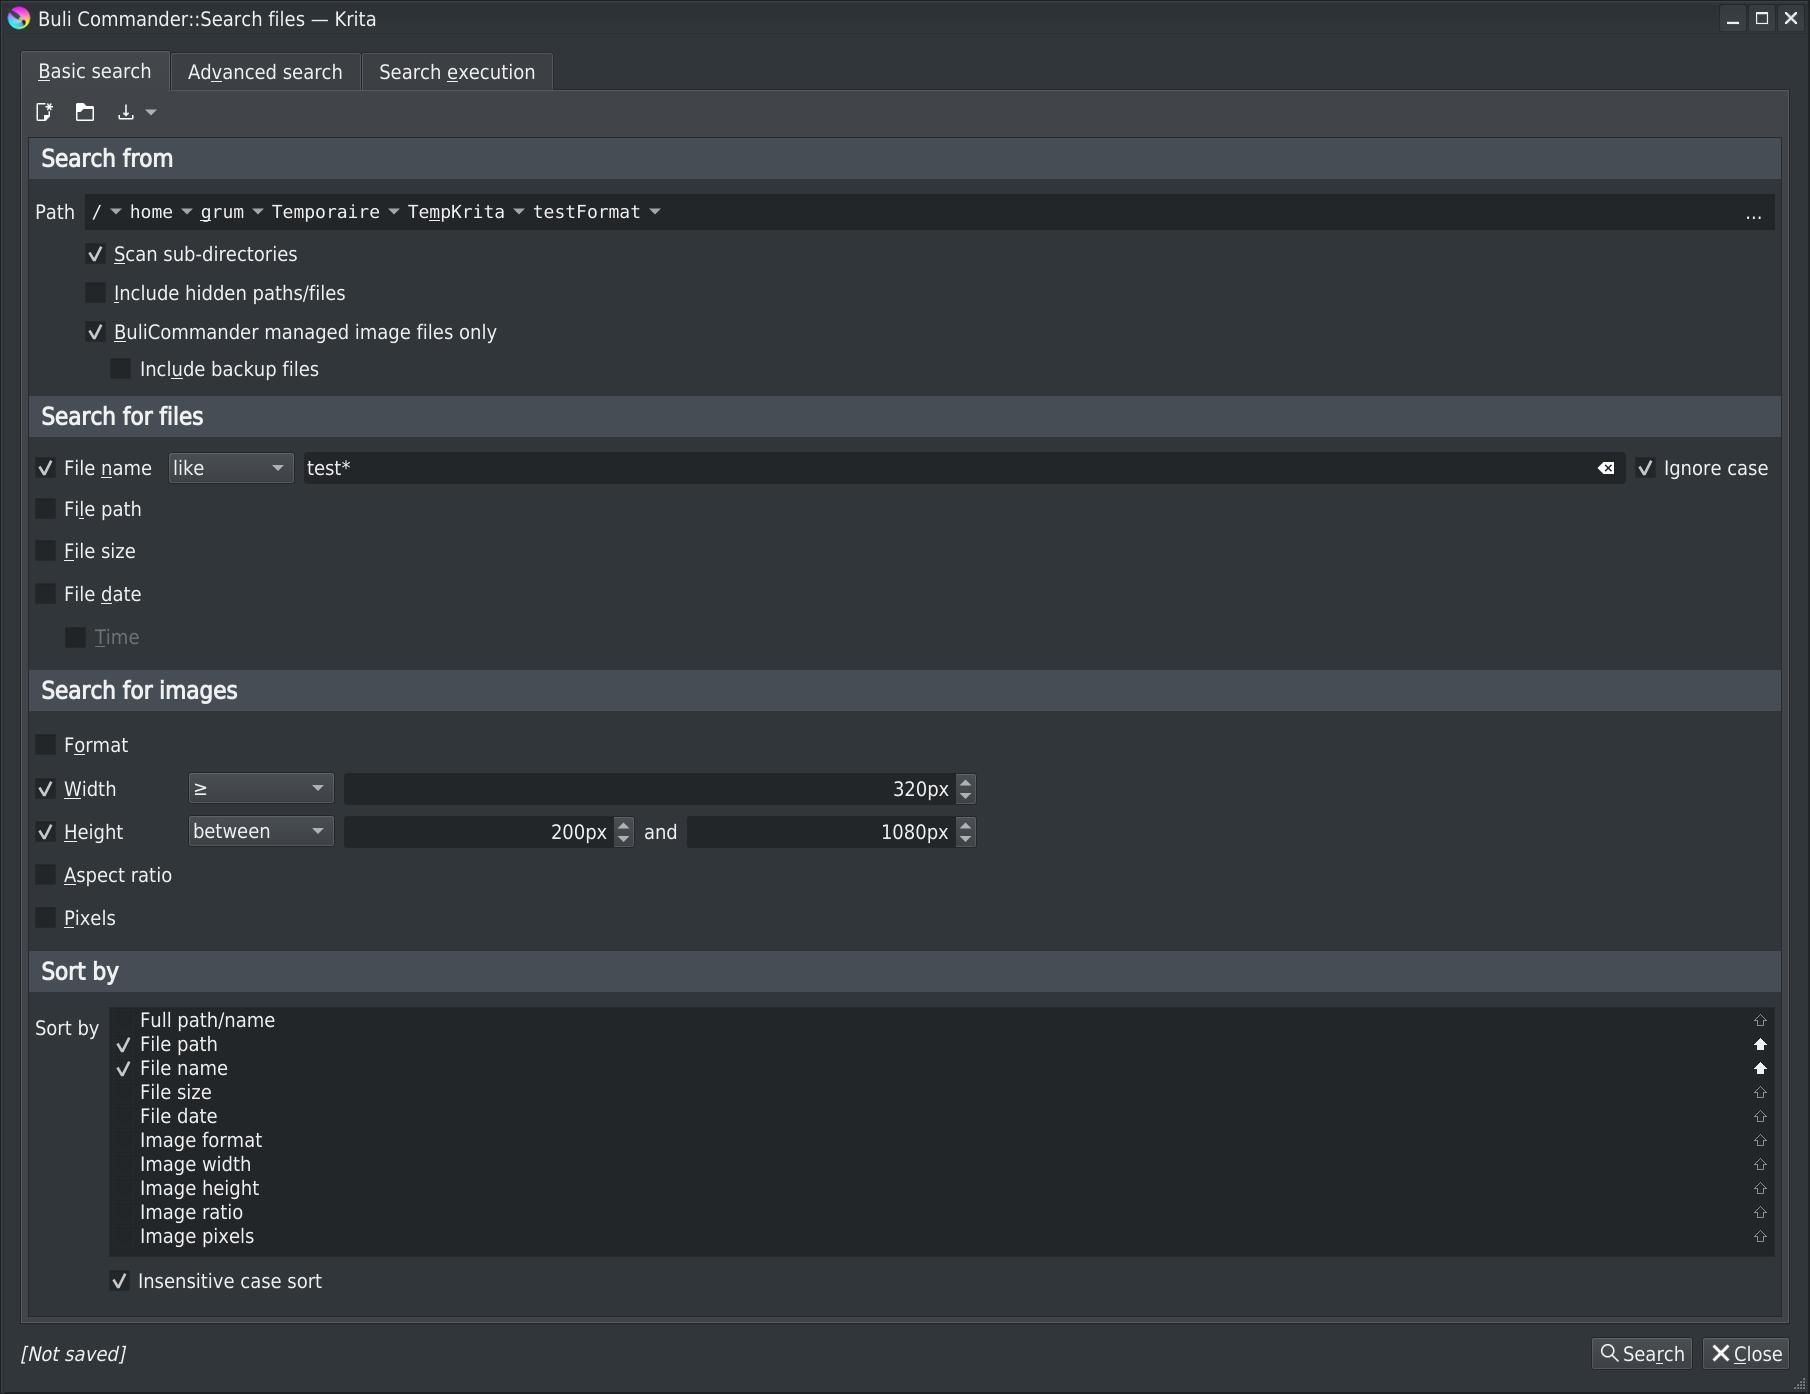 Buli Commander::Search files — Krita
Basic search Advanced search Search execution
Search from
Path / home grum Temporaire TempKrita testFormat ...
Scan sub-directories
Include hidden paths/files
BuliCommander managed image files only
Include backup files
Search for files
File name like test* Ignore case
File path
File size
File date
Time
Search for images
Format
Width ≥ 320px
Height between 200px and 1080px
Aspect ratio
Pixels
Sort by
Sort by Full path/name
File path
File name
File size
File date
Image format
Image width
Image height
Image ratio
Image pixels
Insensitive case sort
[Not saved] Search Close